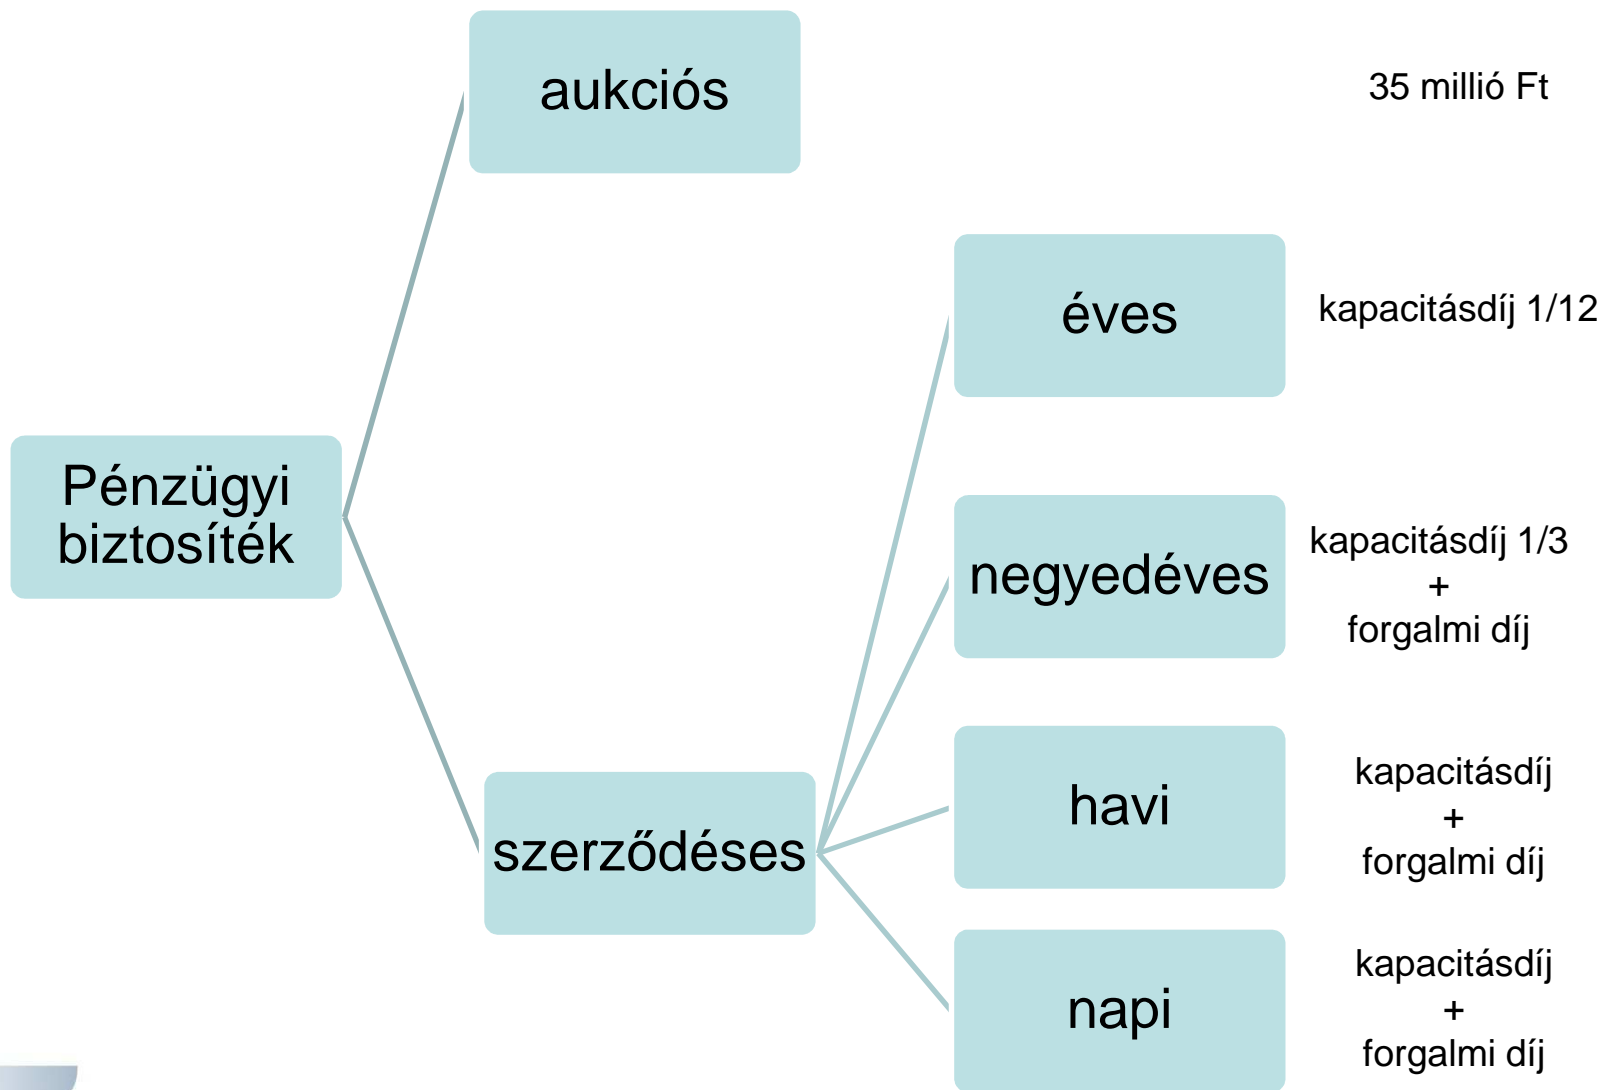 aukciós
35 millió Ft
éves
kapacitásdíj 1/12
Pénzügyi
biztosíték
negyedéves
kapacitásdíj 1/3
+
forgalmi díj
szerződéses
havi
kapacitásdíj
+
forgalmi díj
napi
kapacitásdíj
+
forgalmi díj